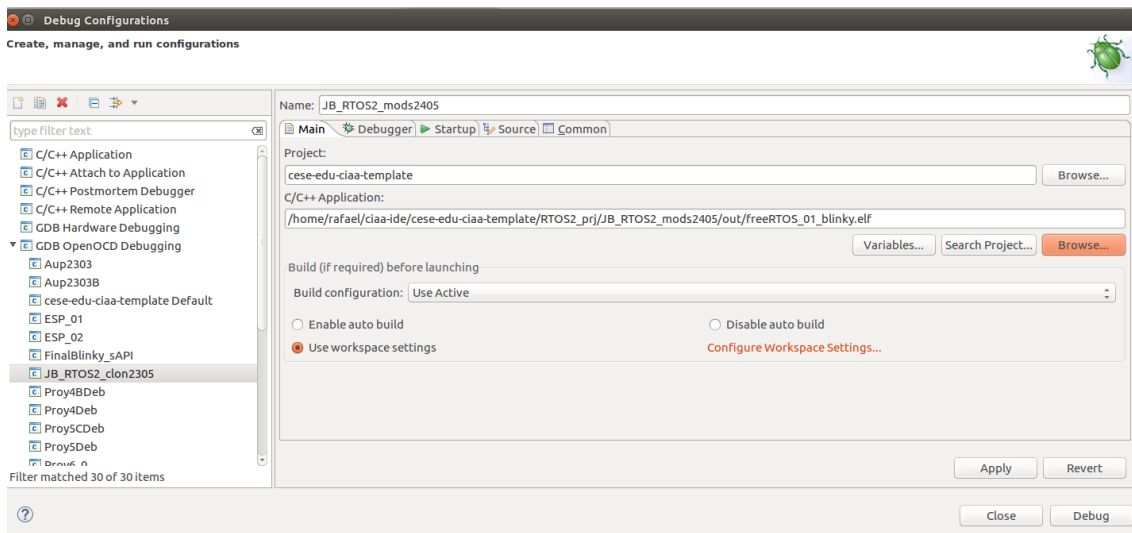 Debug Configurations
Create, manage, and run configurations
type filter text
C/C++ Application
C/C++ Attach to Application
C/C++ Postmortem Debugger
C/C++ Remote Application
GDB Hardware Debugging
GDB OpenOCD Debugging
Aup2303
Aup2303B
cese-edu-ciaa-template Default
ESP_01
ESP_02
FinalBlinky_sAPI
JB_RTOS2_clon2305
Proy4BDeb
Proy4Deb
Proy5CDeb
Proy5Deb
Proy6_0
Filter matched 30 of 30 items
Name: JB_RTOS2_mods2405
Main Debugger Startup Source Common
Project:
cese-edu-ciaa-template Browse...
C/C++ Application:
/home/rafael/ciaa-ide/cese-edu-ciaa-template/RTOS2_prj/JB_RTOS2_mods2405/out/freeRTOS_01_blinky.elf
Variables... Search Project... Browse...
Build (if required) before launching
Build configuration: Use Active
Enable auto build Disable auto build
Use workspace settings Configure Workspace Settings...
Apply Revert
Close Debug